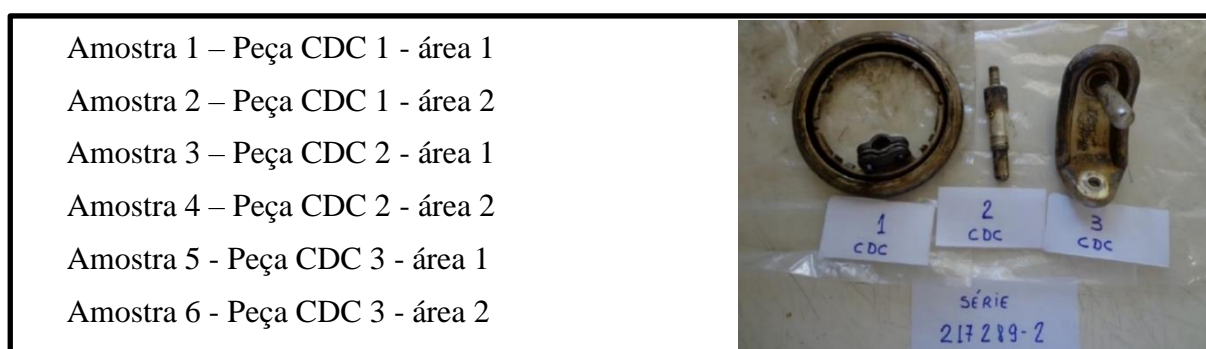 Amostra 1 – Peça CDC 1 - área 1
Amostra 2 – Peça CDC 1 - área 2
Amostra 3 – Peça CDC 2 - área 1
Amostra 4 – Peça CDC 2 - área 2
Amostra 5 - Peça CDC 3 - área 1
Amostra 6 - Peça CDC 3 - área 2
1
CDC
2
CDC
3
CDC
SÉRIE
217289-2